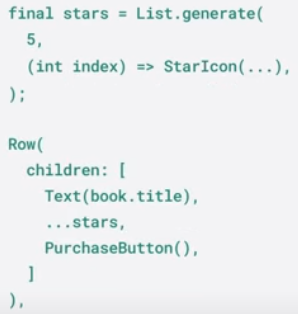 final stars = List.generate(
5,
(int index) => StarIcon(...),
);
Row(
children: [
Text(book.title),
...stars,
PurchaseButton(),
]
),